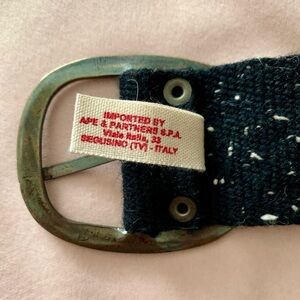 IMPORTED BY
APE & PARTNERS S.P.A.
Viale Italia, 33
SEGUSINO (TV) - ITALY